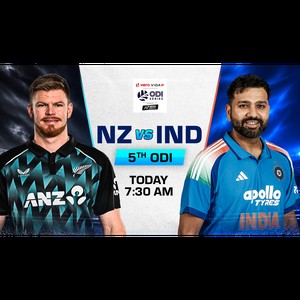 HERO VIDA
ODI
SERIES
NZ VS IND
5TH ODI
TODAY
7:30 AM
ANZ
apollo
TYRES
INDIA